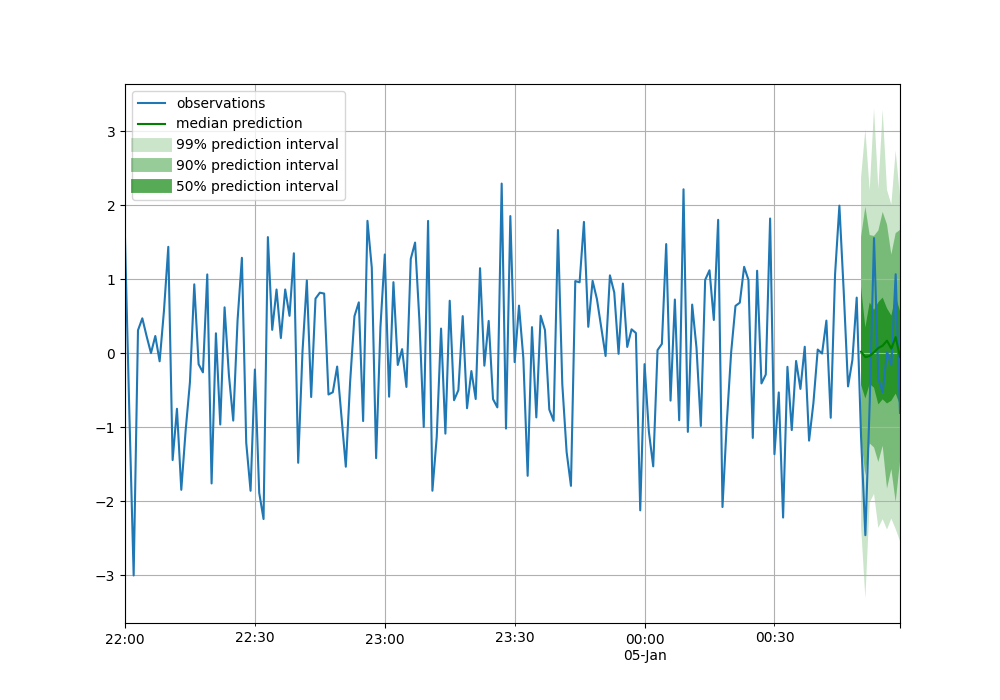 observations
median prediction
99% prediction interval
90% prediction interval
50% prediction interval
3
2
1
0
−1
−2
−3
22:00 22:30 23:00 23:30 00:00 00:30
05-Jan